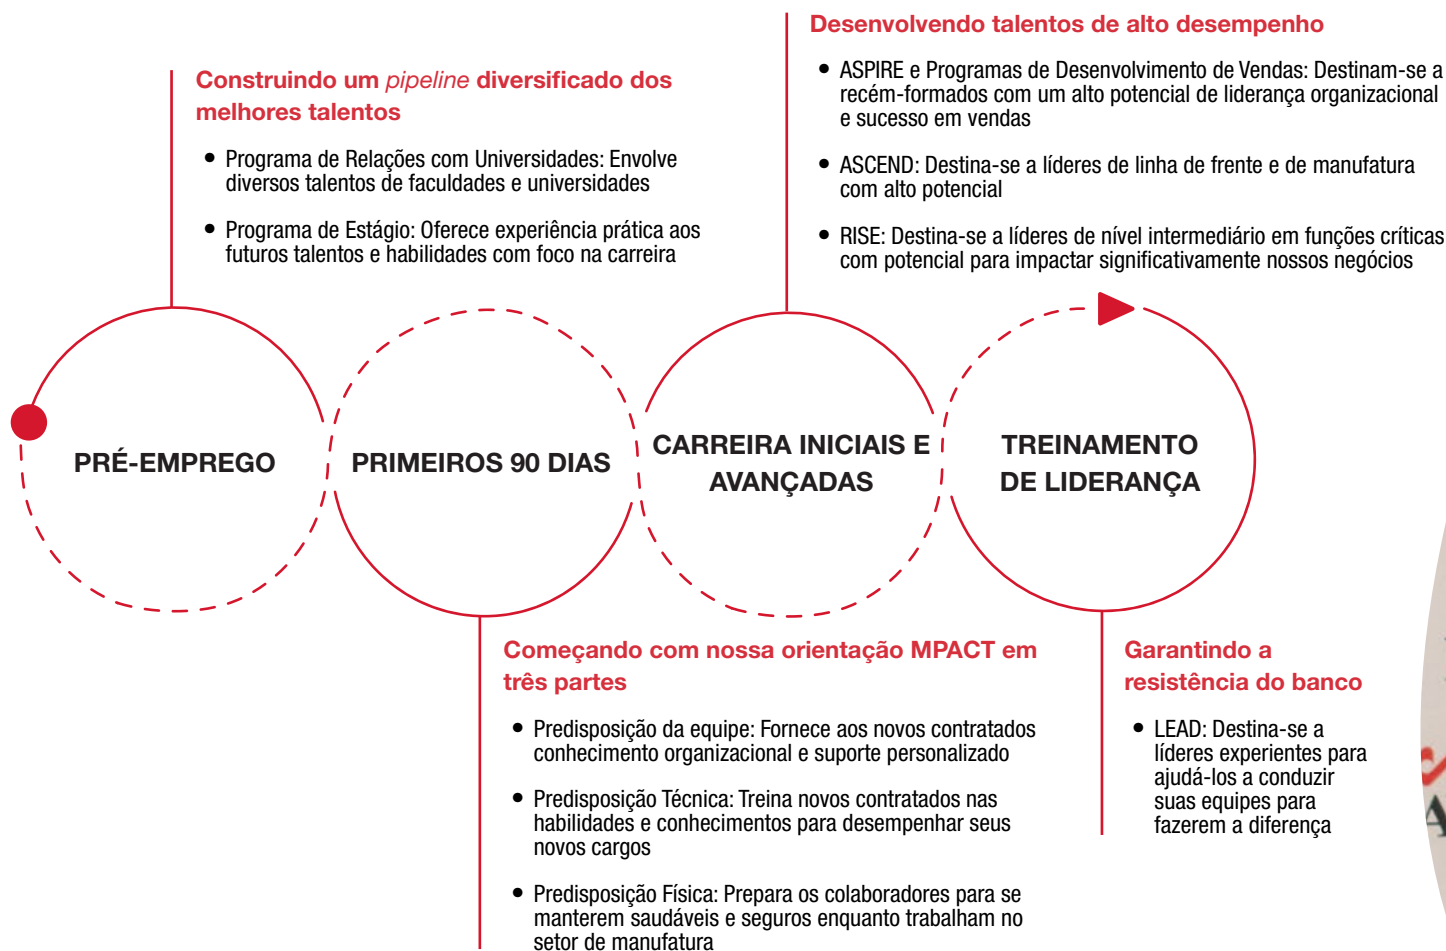 Construindo um pipeline diversificado dos
melhores talentos
• Programa de Relações com Universidades: Envolve
diversos talentos de faculdades e universidades
• Programa de Estágio: Oferece experiência prática aos
futuros talentos e habilidades com foco na carreira
Desenvolvendo talentos de alto desempenho
• ASPIRE e Programas de Desenvolvimento de Vendas: Destinam-se a
recém-formados com um alto potencial de liderança organizacional
e sucesso em vendas
• ASCEND: Destina-se a líderes de linha de frente e de manufatura
com alto potencial
• RISE: Destina-se a líderes de nível intermediário em funções críticas
com potencial para impactar significativamente nossos negócios
PRÉ-EMPREGO
PRIMEIROS 90 DIAS
CARREIRA INICIAIS E
AVANÇADAS
TREINAMENTO
DE LIDERANÇA
Começando com nossa orientação MPACT em
três partes
• Predisposição da equipe: Fornece aos novos contratados
conhecimento organizacional e suporte personalizado
• Predisposição Técnica: Treina novos contratados nas
habilidades e conhecimentos para desempenhar seus
novos cargos
• Predisposição Física: Prepara os colaboradores para se
manterem saudáveis e seguros enquanto trabalham no
setor de manufatura
Garantindo a
resistência do banco
• LEAD: Destina-se a
líderes experientes para
ajudá-los a conduzir
suas equipes para
fazerem a diferença